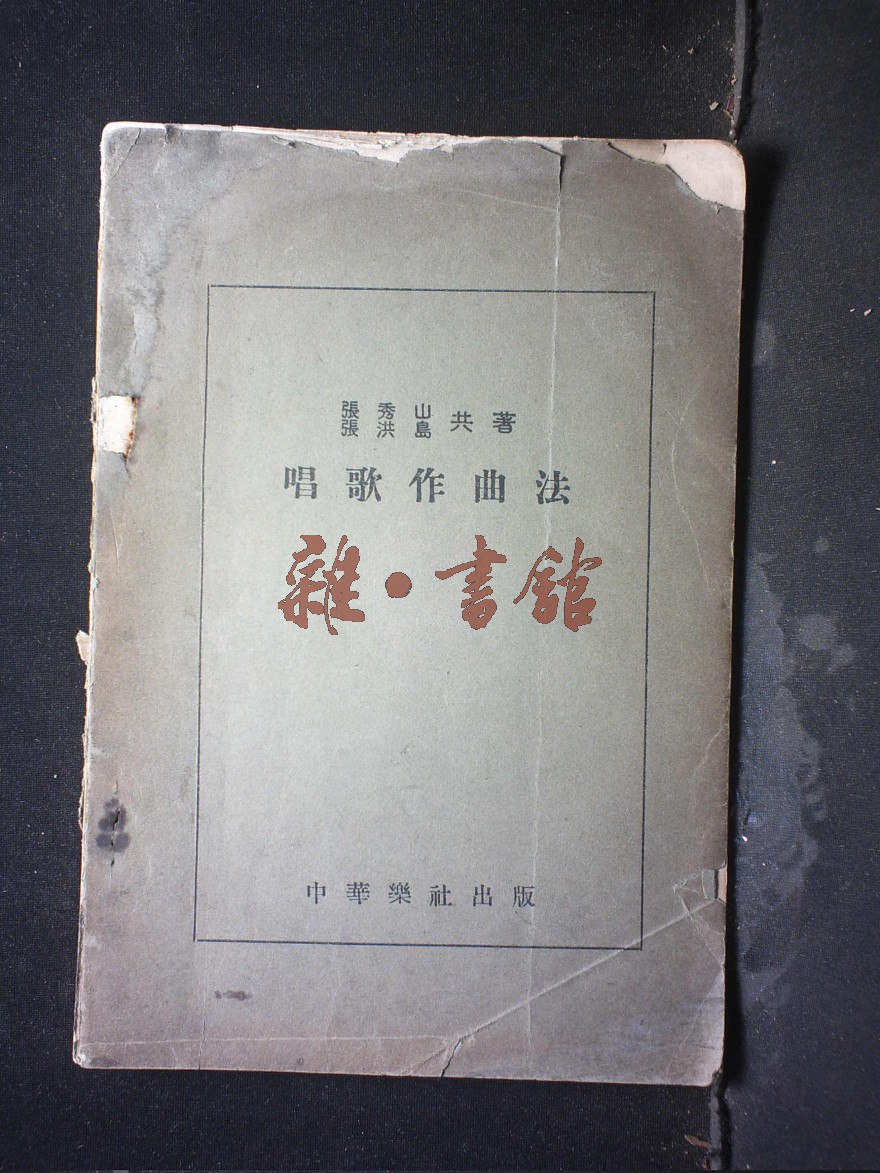 張秀山
張洪島 共著
唱歌作曲法
雜·書館
中華樂社出版